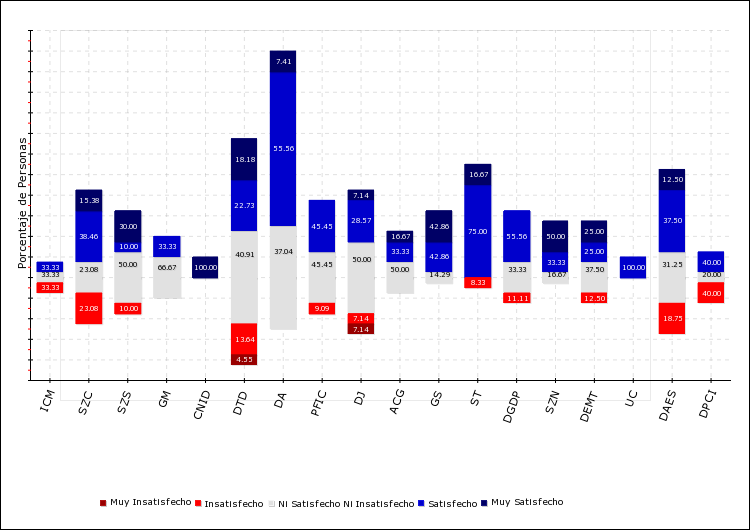 Porcentaje de Personas
33.33
33.33
33.33
15.38
38.46
23.08
23.08
30.00
10.00
50.00
10.00
33.33
66.67
100.00
18.18
22.73
40.91
13.64
4.55
7.41
55.56
37.04
45.45
45.45
9.09
7.14
28.57
50.00
7.14
7.14
16.67
33.33
50.00
42.86
42.86
14.29
16.67
75.00
8.33
55.56
33.33
11.11
50.00
33.33
16.67
25.00
25.00
37.50
12.50
100.00
12.50
37.50
31.25
18.75
40.00
20.00
40.00
ICM
SZC
SZS
GM
CNID
DTD
DA
PFIC
DJ
ACG
GS
ST
DGDP
SZN
DEMT
UC
DAES
DPCI
Muy Insatisfecho Insatisfecho Ni Satisfecho Ni Insatisfecho Satisfecho Muy Satisfecho